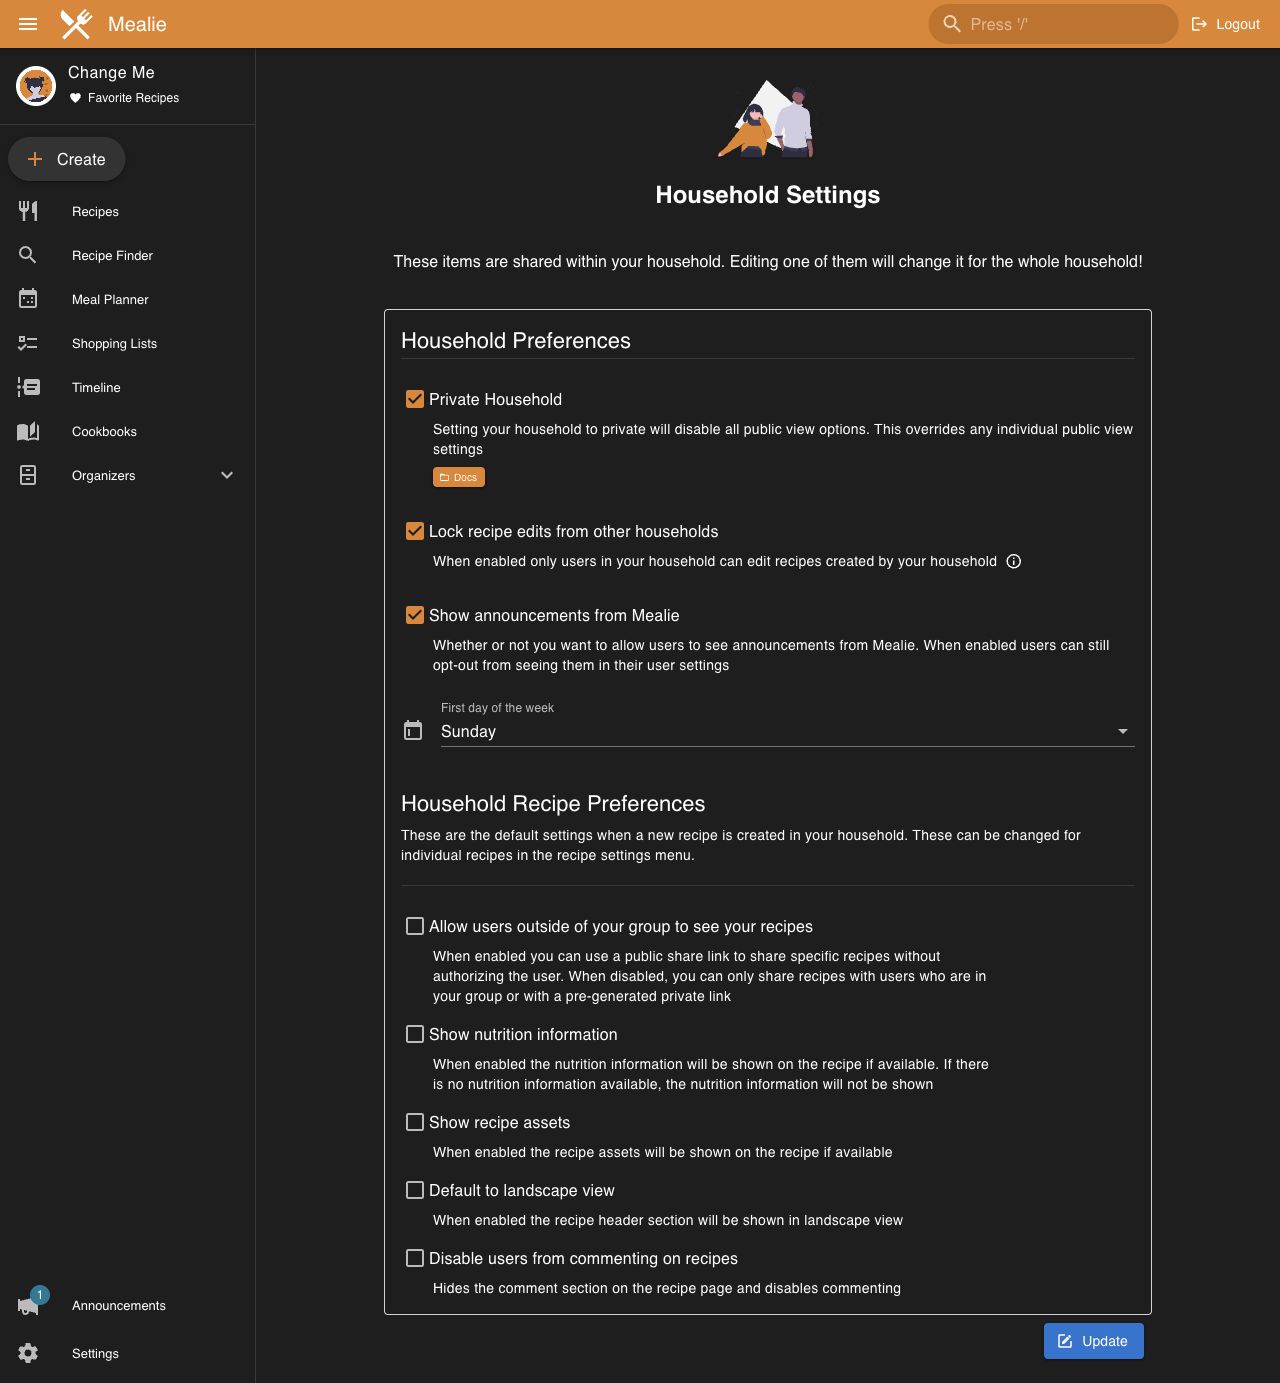 Mealie
Press '/'
Logout
Change Me
Favorite Recipes
Create
Recipes
Recipe Finder
Meal Planner
Shopping Lists
Timeline
Cookbooks
Organizers
1
Announcements
Settings
Household Settings
These items are shared within your household. Editing one of them will change it for the whole household!
Household Preferences
Private Household
Setting your household to private will disable all public view options. This overrides any individual public view
settings
Docs
Lock recipe edits from other households
When enabled only users in your household can edit recipes created by your household
Show announcements from Mealie
Whether or not you want to allow users to see announcements from Mealie. When enabled users can still
opt-out from seeing them in their user settings
First day of the week
Sunday
Household Recipe Preferences
These are the default settings when a new recipe is created in your household. These can be changed for
individual recipes in the recipe settings menu.
Allow users outside of your group to see your recipes
When enabled you can use a public share link to share specific recipes without
authorizing the user. When disabled, you can only share recipes with users who are in
your group or with a pre-generated private link
Show nutrition information
When enabled the nutrition information will be shown on the recipe if available. If there
is no nutrition information available, the nutrition information will not be shown
Show recipe assets
When enabled the recipe assets will be shown on the recipe if available
Default to landscape view
When enabled the recipe header section will be shown in landscape view
Disable users from commenting on recipes
Hides the comment section on the recipe page and disables commenting
Update